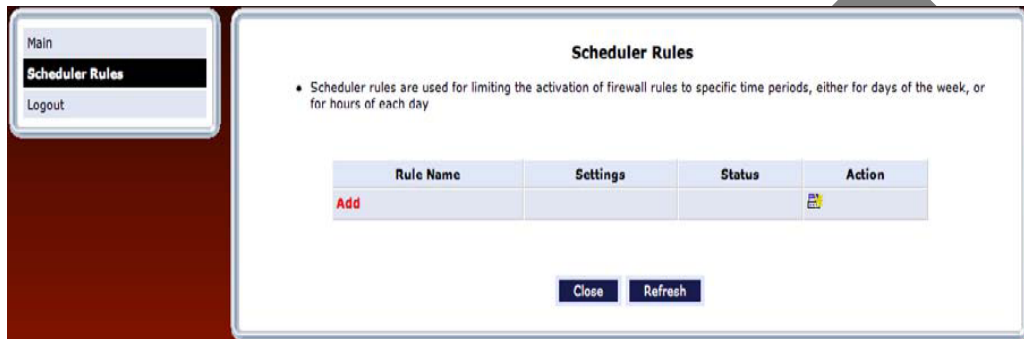 Main
Scheduler Rules
Logout
Scheduler Rules
• Scheduler rules are used for limiting the activation of firewall rules to specific time periods, either for days of the week, or
for hours of each day
Rule Name Settings Status Action
Add
Close Refresh